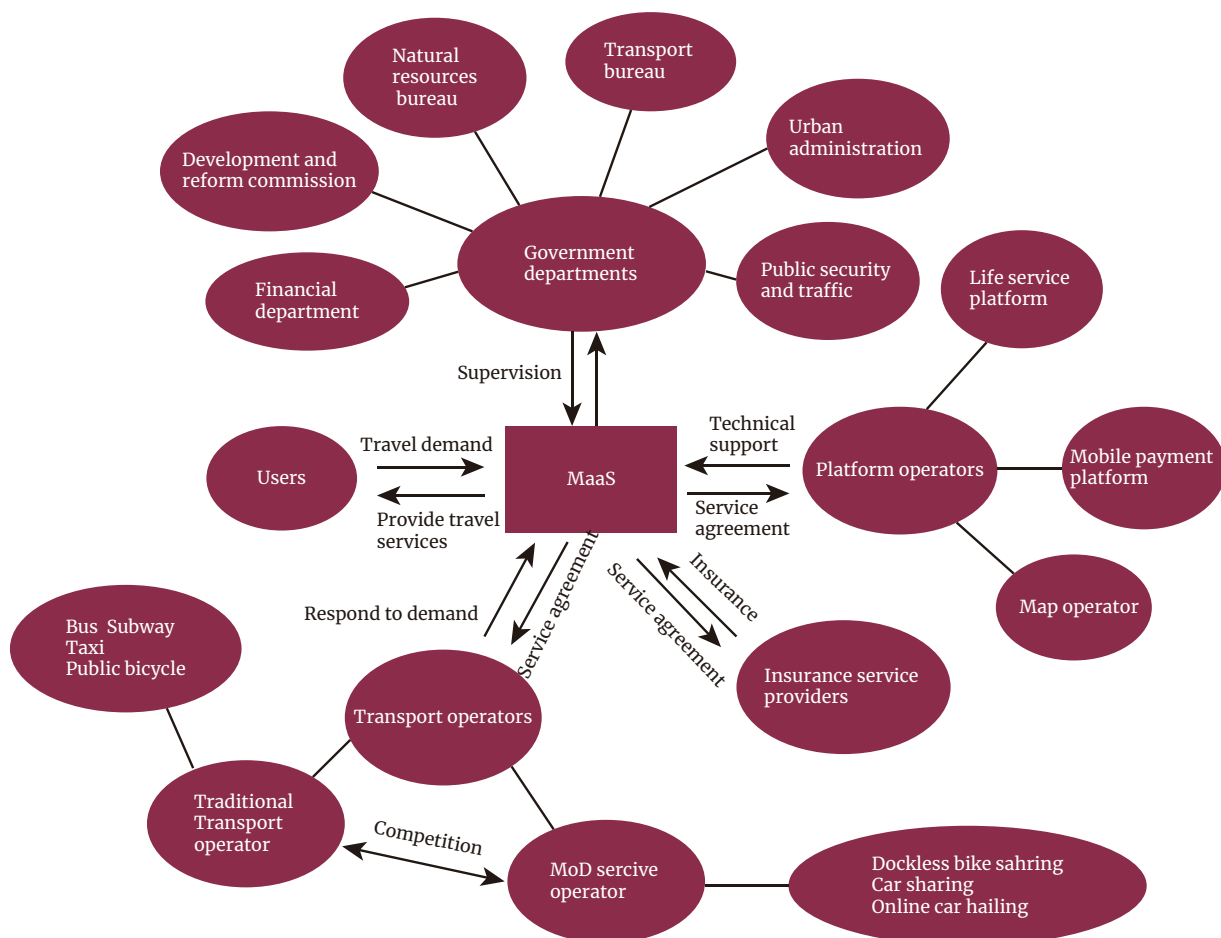 Natural
resources
bureau
Transport
bureau
Urban
administration
Development and
reform commission
Government
departments
Public security
and traffic
Life service
platform
Financial
department
Supervision
Travel demand
Technical
support
Users
MaaS
Platform operators
Mobile payment
platform
Provide travel
services
Service
agreement
Respond to demand
Service agreement
Service agreement
Insurance
Map operator
Bus  Subway
Taxi
Public bicycle
Insurance service
providers
Transport operators
Traditional
Transport
operator
Competition
MoD sercive
operator
Dockless bike sahring
Car sharing
Online car hailing